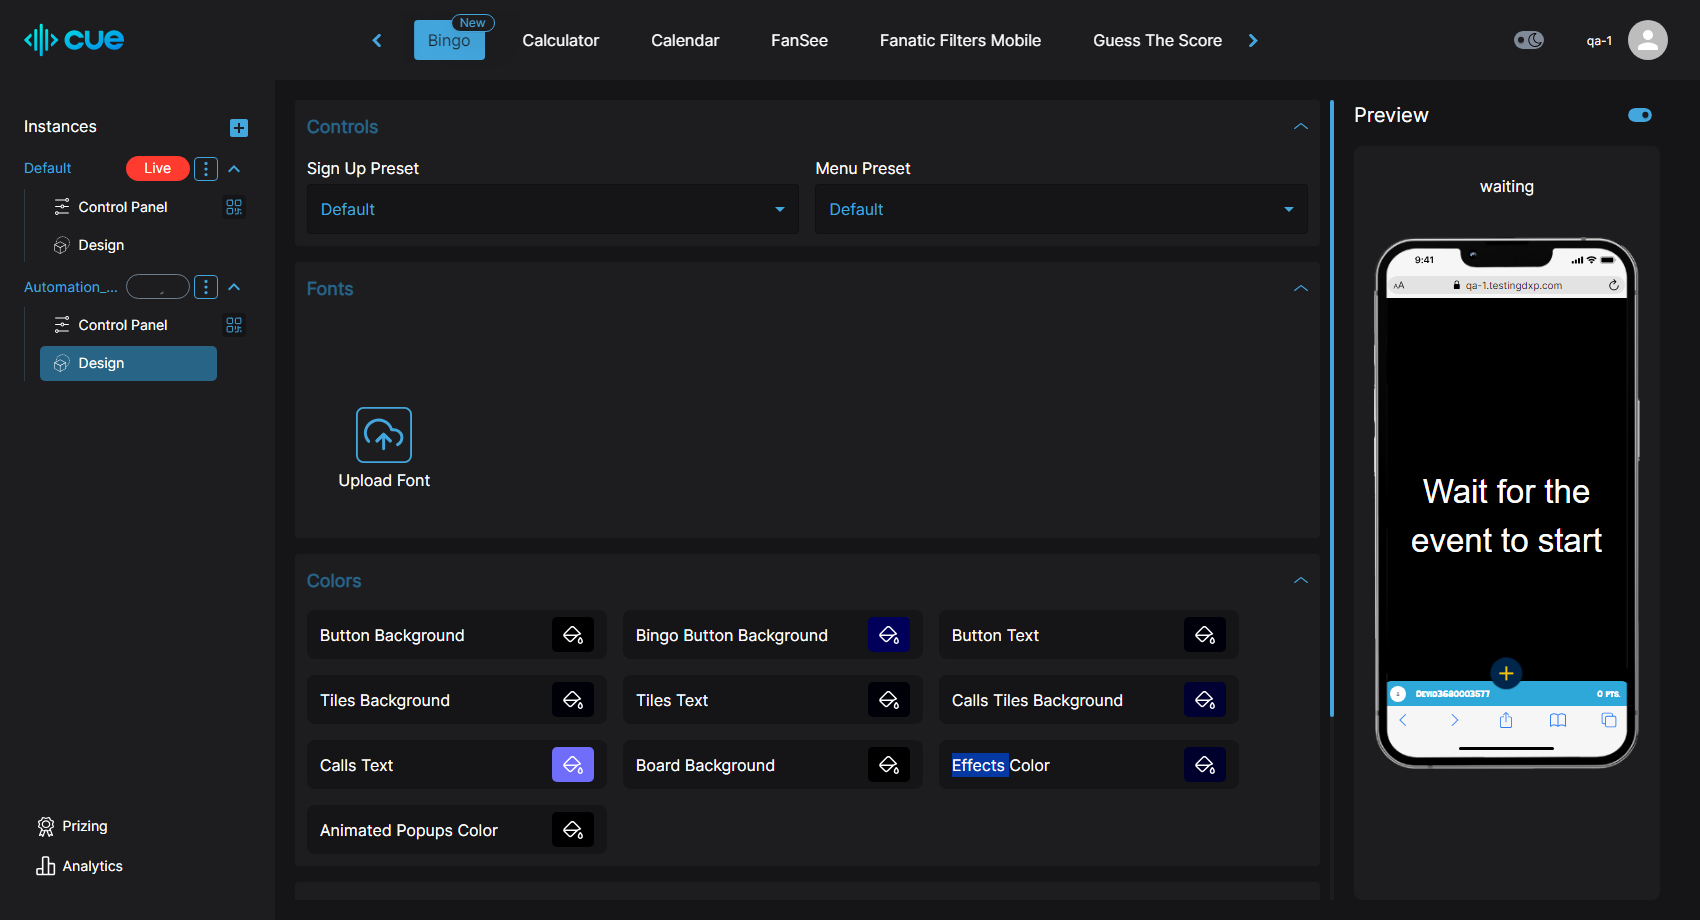 cue
New
Bingo
Calculator
Calendar
FanSee
Fanatic Filters Mobile
Guess The Score
qa-1
Instances
Default
Live
Control Panel
Design
Automation_...
Control Panel
Design
Prizing
Analytics
Controls
Sign Up Preset
Menu Preset
Default
Default
Fonts
Upload Font
Colors
Button Background
Bingo Button Background
Button Text
Tiles Background
Tiles Text
Calls Tiles Background
Calls Text
Board Background
Effects Color
Animated Popups Color
Preview
waiting
9:41
AA
qa-1.testingdxp.com
Wait for the
event to start
DEVID3680003577
0 PTS.